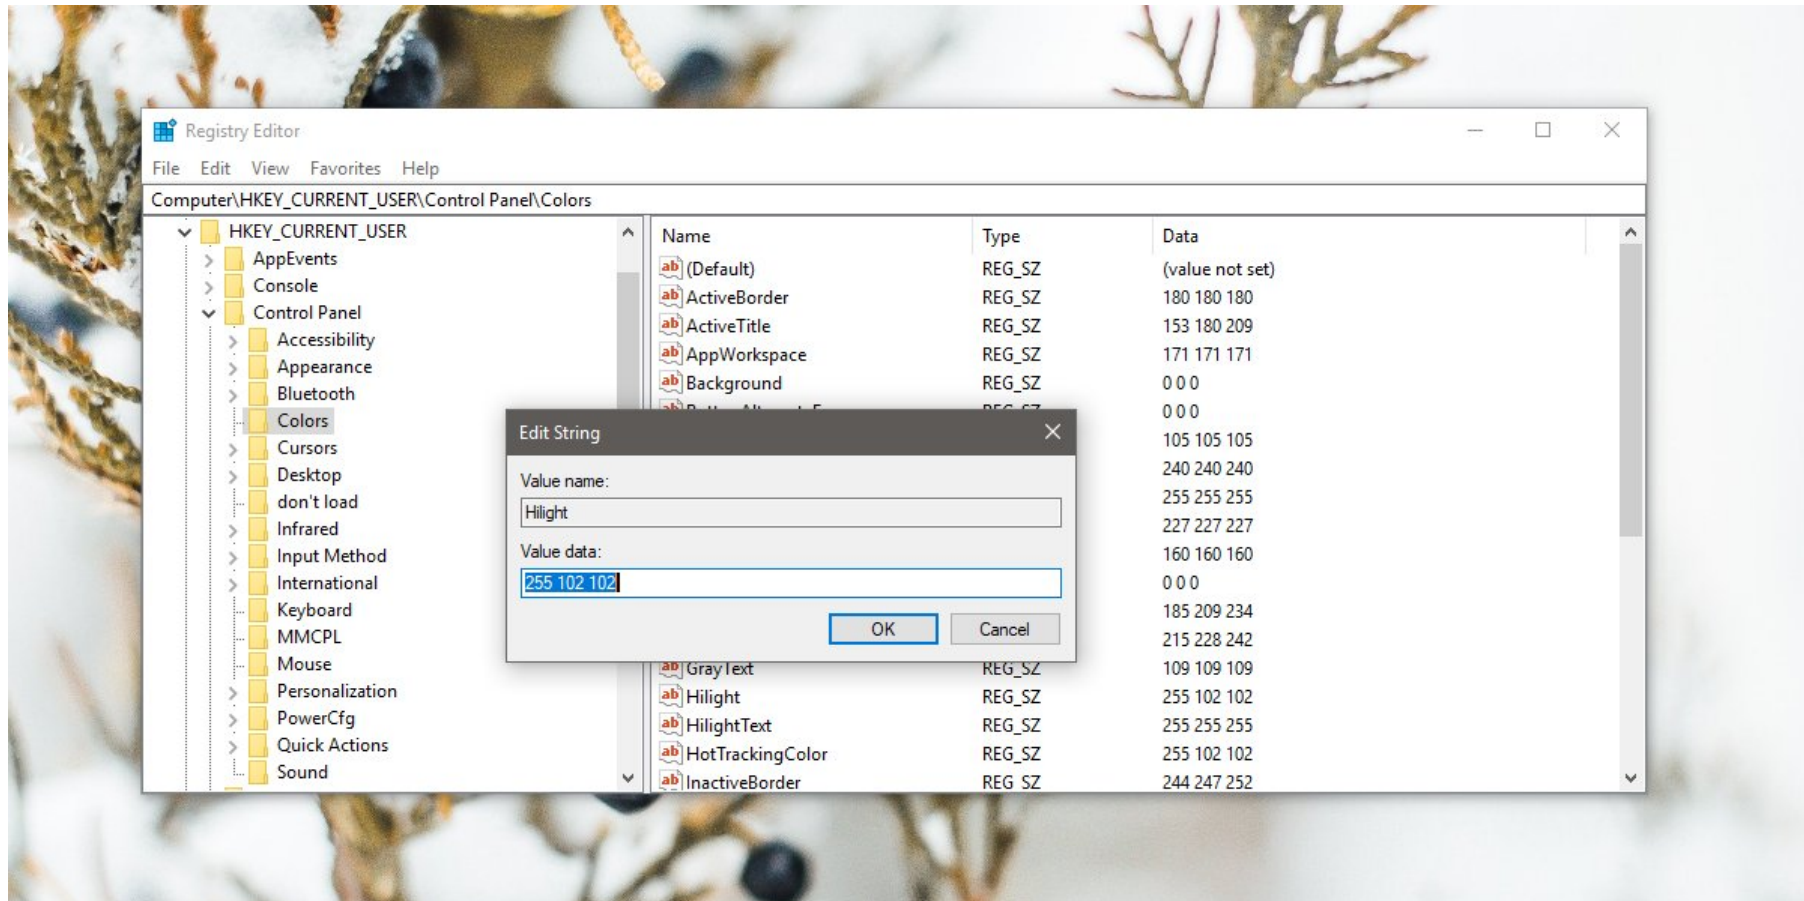 Registry Editor
File Edit View Favorites Help
Computer\HKEY_CURRENT_USER\Control Panel\Colors
HKEY_CURRENT_USER
AppEvents
Console
Control Panel
Accessibility
Appearance
Bluetooth
Colors
Cursors
Desktop
don't load
Infrared
Input Method
International
Keyboard
MMCPL
Mouse
Personalization
PowerCfg
Quick Actions
Sound
Name Type Data
(Default) REG_SZ (value not set)
ActiveBorder REG_SZ 180 180 180
ActiveTitle REG_SZ 153 180 209
AppWorkspace REG_SZ 171 171 171
Background REG_SZ 0 0 0
0 0 0
105 105 105
240 240 240
255 255 255
227 227 227
160 160 160
0 0 0
185 209 234
215 228 242
GrayText REG_SZ 109 109 109
Hilight REG_SZ 255 102 102
HilightText REG_SZ 255 255 255
HotTrackingColor REG_SZ 255 102 102
InactiveBorder REG_SZ 244 247 252
Edit String
Value name:
Hilight
Value data:
255 102 102
OK Cancel